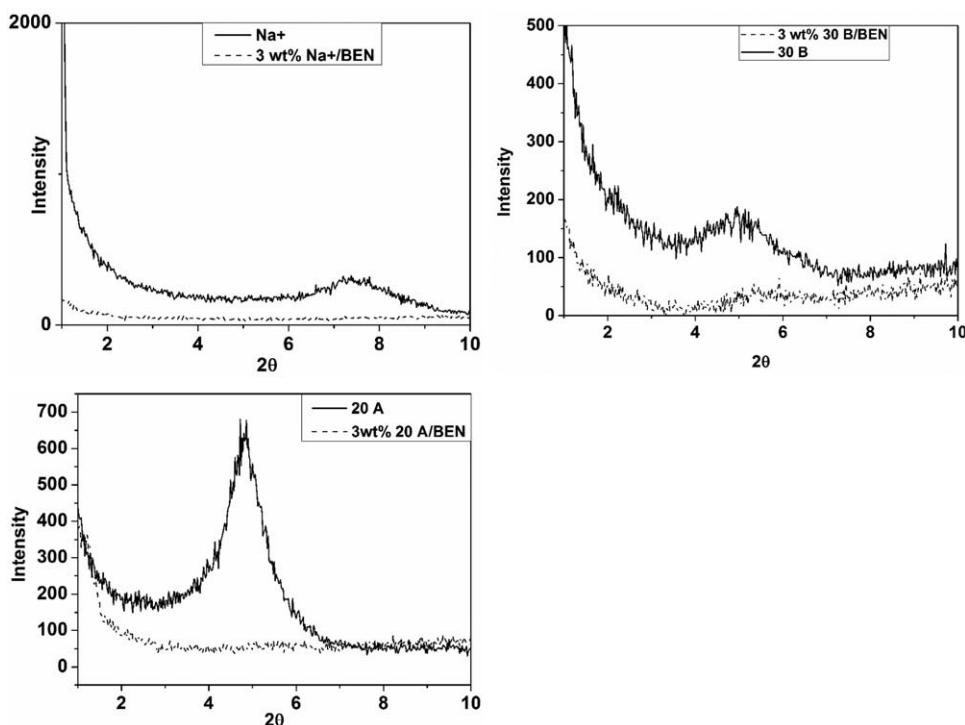 2000
Na+
3 wt% Na+/BEN
Intensity
0
2 4 6 8 10
2θ
500
3 wt% 30 B/BEN
30 B
400
300
Intensity
200
100
0
2 4 6 8 10
2θ
700
20 A
3wt% 20 A/BEN
600
500
400
Intensity
300
200
100
0
2 4 6 8 10
2θ